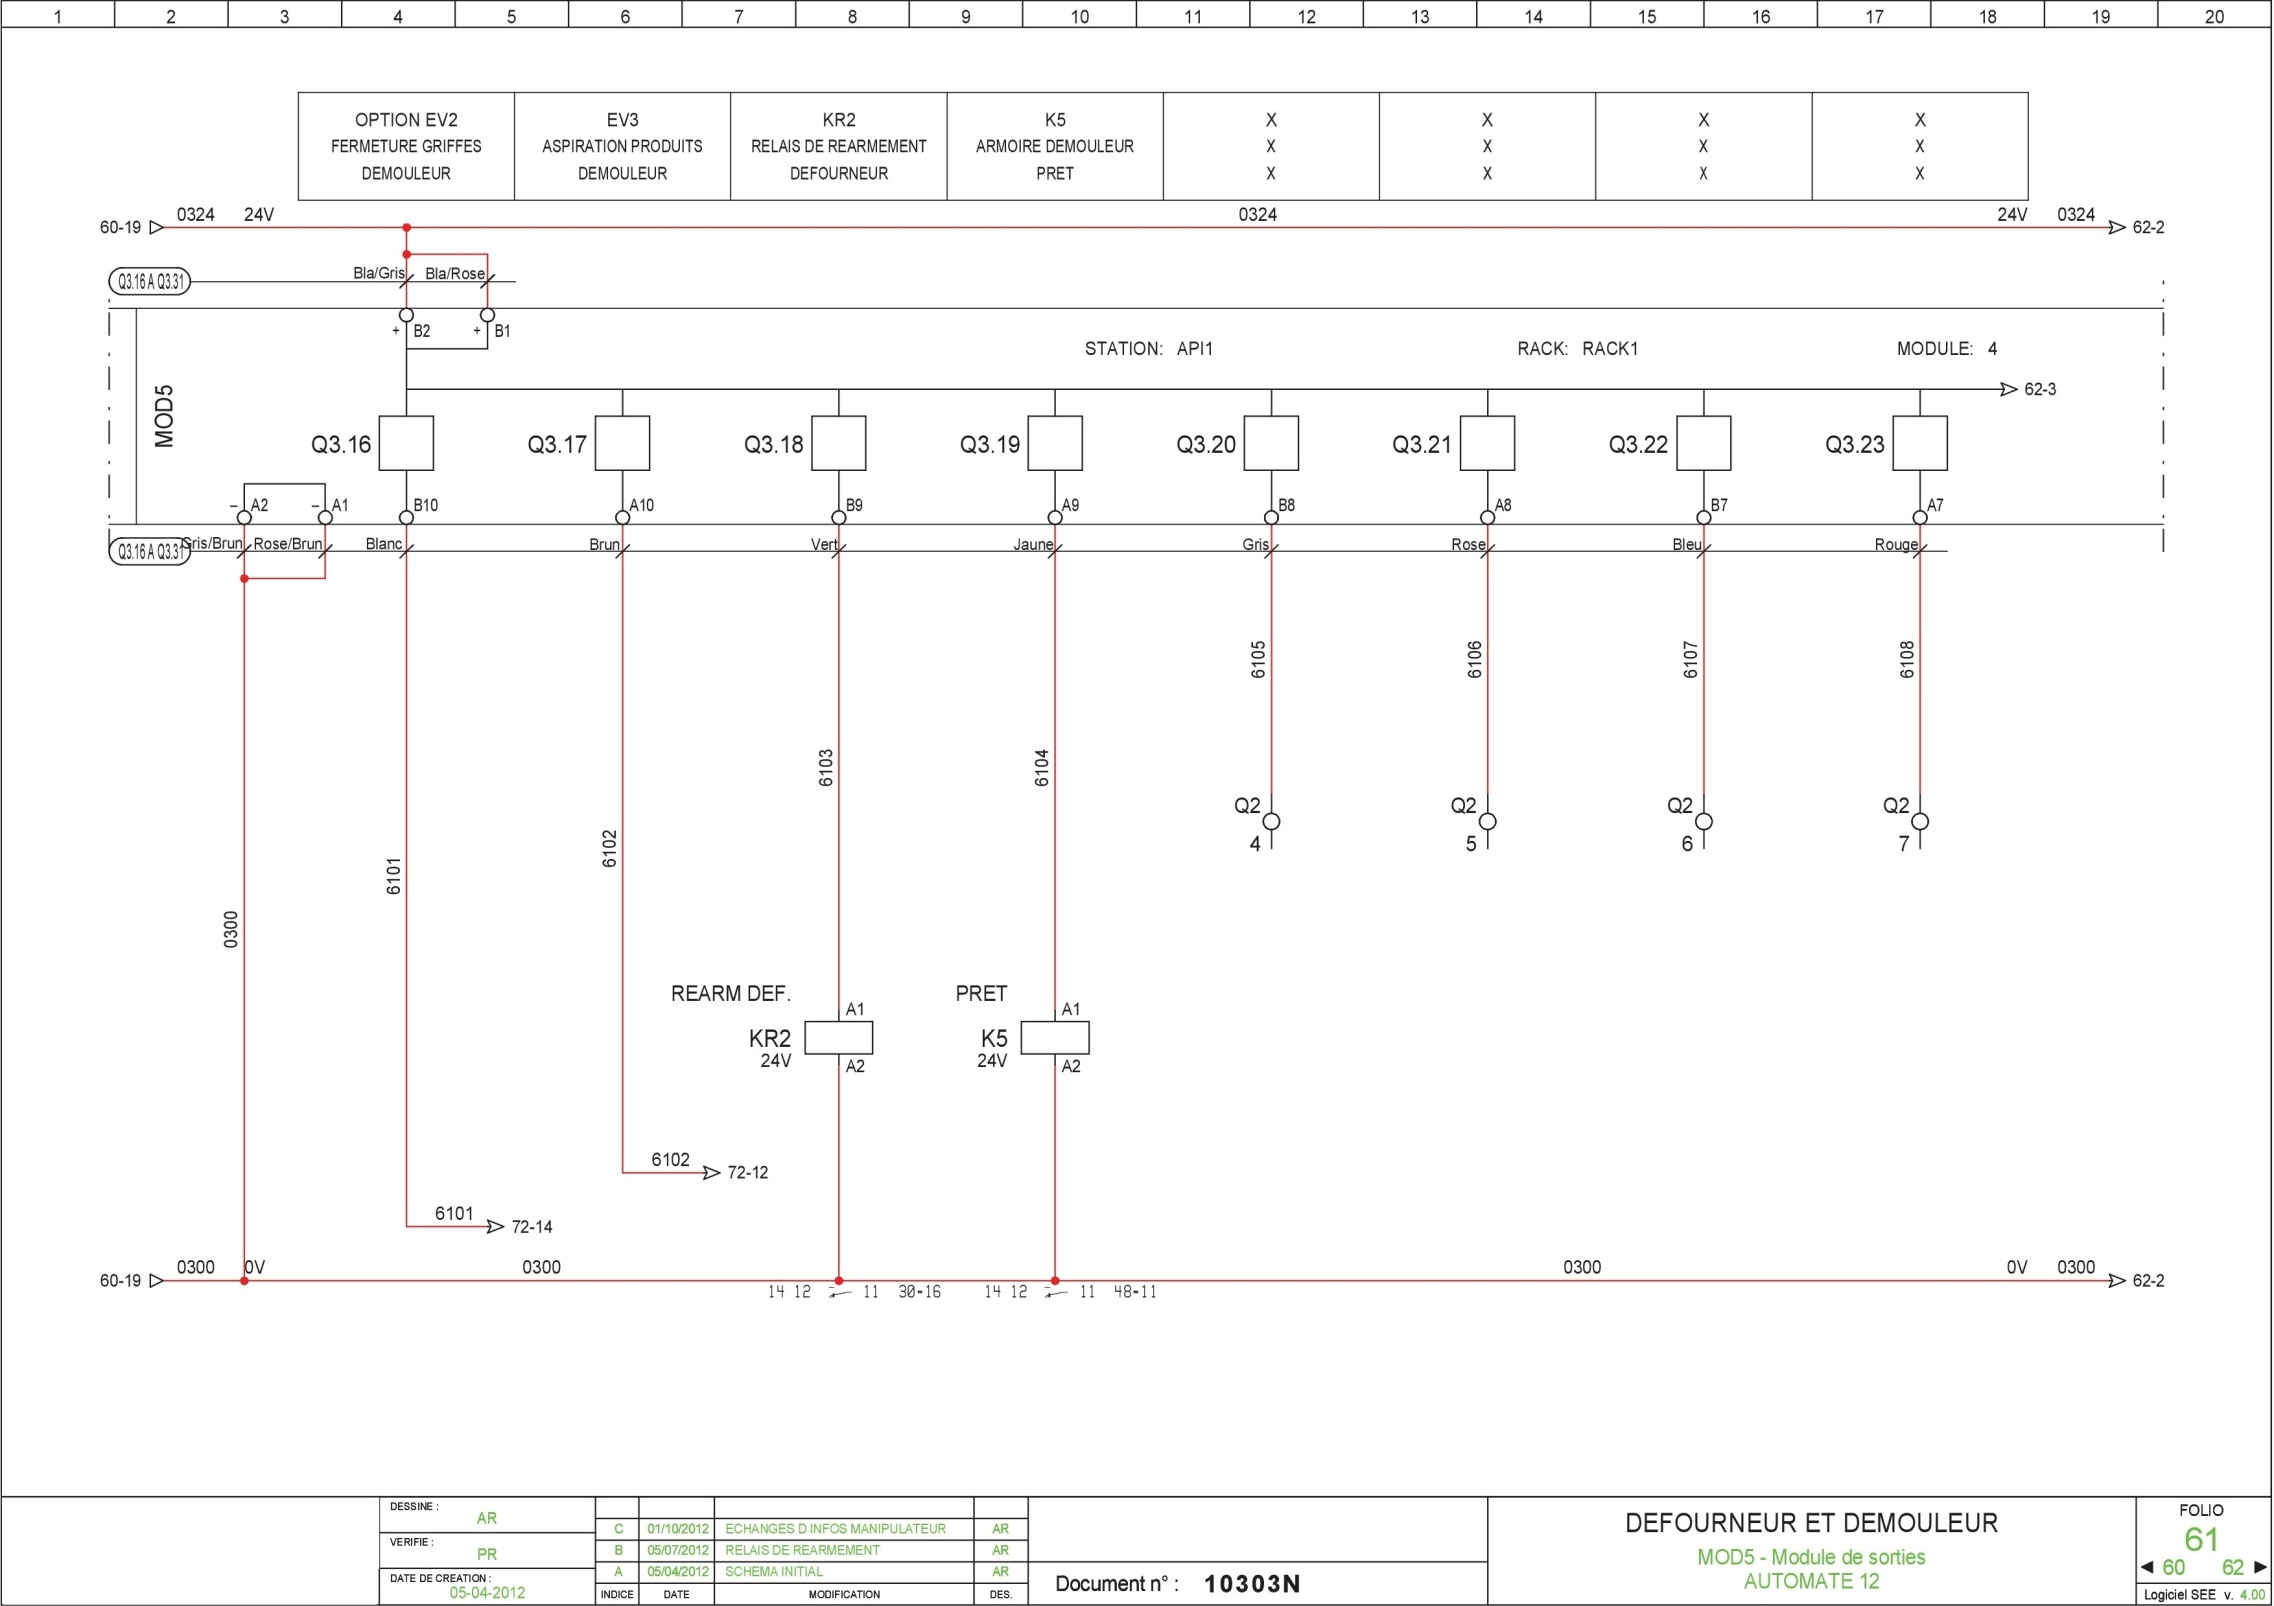 1 2 3 4 5 6 7 8 9 10 11 12 13 14 15 16 17 18 19 20
OPTION EV2
FERMETURE GRIFFES
DEMOULEUR
EV3
ASPIRATION PRODUITS
DEMOULEUR
KR2
RELAIS DE REARMEMENT
DEFOURNEUR
K5
ARMOIRE DEMOULEUR
PRET
X
X
X
X
X
X
X
X
X
X
X
X
60-19 0324 24V 0324 24V 0324 62-2
Q3.16 A Q3.31 Bla/Gris Bla/Rose
+ B2 + B1
STATION: API1 RACK: RACK1 MODULE: 4
62-3
MOD5
Q3.16 Q3.17 Q3.18 Q3.19 Q3.20 Q3.21 Q3.22 Q3.23
– A2 – A1 B10 A10 B9 A9 B8 A8 B7 A7
Q3.16 A Q3.31 Gris/Brun Rose/Brun Blanc Brun Vert Jaune Gris Rose Bleu Rouge
0300 6101 6102 6103 6104 6105 6106 6107 6108
Q2 Q2 Q2 Q2
4 5 6 7
REARM DEF. PRET
A1 A1
KR2 K5
24V 24V
A2 A2
6102 72-12
6101 72-14
60-19 0300 0V 0300 0300 0V 0300 62-2
14 12 11 30-16 14 12 11 48-11
DESSINE :
AR
VERIFIE :
PR
DATE DE CREATION :
05-04-2012
C 01/10/2012 ECHANGES D INFOS MANIPULATEUR AR
B 05/07/2012 RELAIS DE REARMEMENT AR
A 05/04/2012 SCHEMA INITIAL AR
INDICE DATE MODIFICATION DES.
Document n° : 10303N
DEFOURNEUR ET DEMOULEUR
MOD5 - Module de sorties
AUTOMATE 12
FOLIO
61
60 62
Logiciel SEE v. 4.00